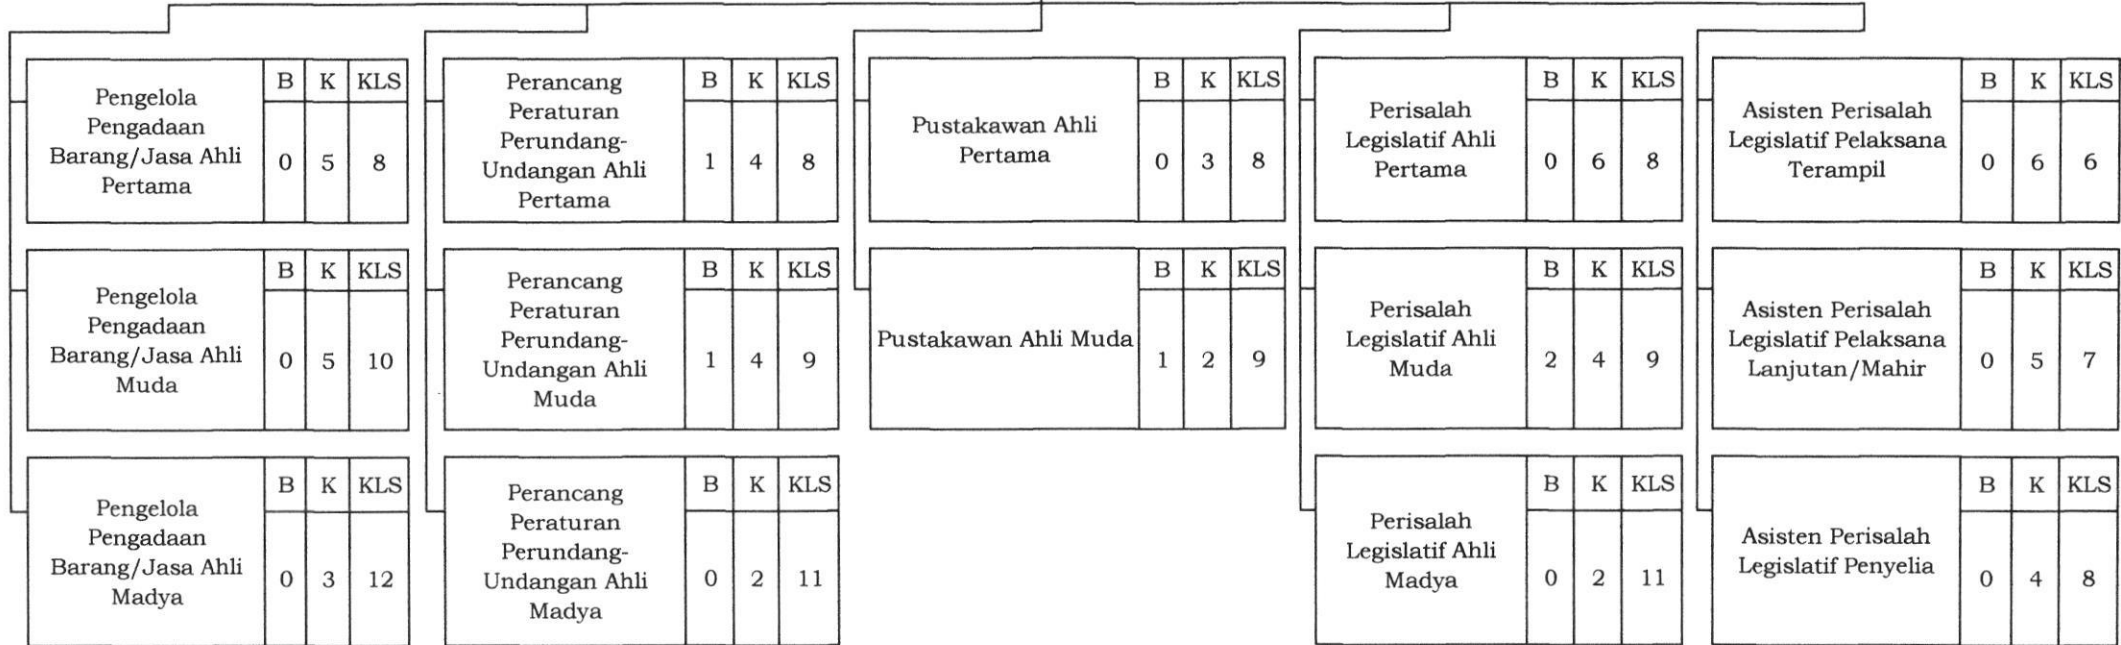 Pengelola
Pengadaan
Barang/Jasa Ahli
Pertama
B K KLS
0 5 8
Perancang
Peraturan
Perundang-
Undangan Ahli
Pertama
B K KLS
1 4 8
Pustakawan Ahli
Pertama
B K KLS
0 3 8
Perisalah
Legislatif Ahli
Pertama
B K KLS
0 6 8
Asisten Perisalah
Legislatif Pelaksana
Terampil
B K KLS
0 6 6
Pengelola
Pengadaan
Barang/Jasa Ahli
Muda
B K KLS
0 5 10
Perancang
Peraturan
Perundang-
Undangan Ahli
Muda
B K KLS
1 4 9
Pustakawan Ahli Muda
B K KLS
1 2 9
Perisalah
Legislatif Ahli
Muda
B K KLS
2 4 9
Asisten Perisalah
Legislatif Pelaksana
Lanjutan/Mahir
B K KLS
0 5 7
Pengelola
Pengadaan
Barang/Jasa Ahli
Madya
B K KLS
0 3 12
Perancang
Peraturan
Perundang-
Undangan Ahli
Madya
B K KLS
0 2 11
Perisalah
Legislatif Ahli
Madya
B K KLS
0 2 11
Asisten Perisalah
Legislatif Penyelia
B K KLS
0 4 8